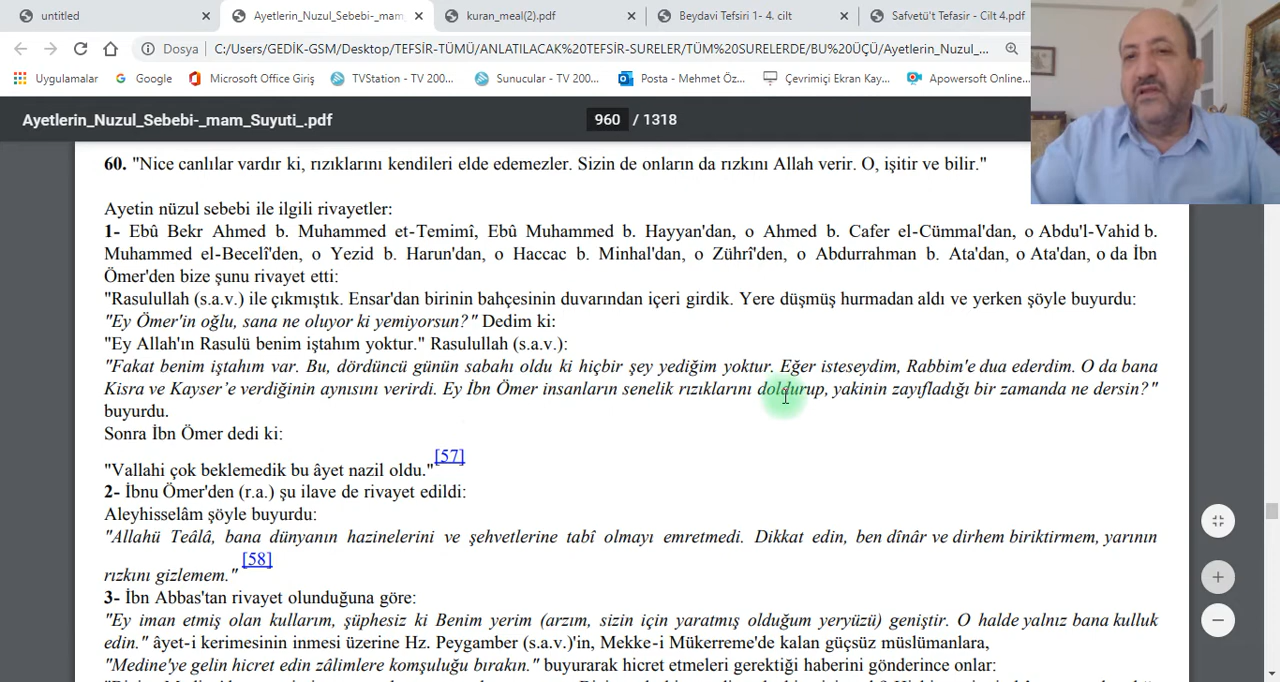 untitled
Ayetlerin_Nuzul_Sebebi-_mam
kuran_meal(2).pdf
Beydavi Tefsiri 1- 4. cilt
Safvetü't Tefasir - Cilt 4.pdf
Dosya
C:/Users/GEDİK-GSM/Desktop/TEFSİR-TÜMÜ/ANLATILACAK%20TEFSİR-SURELER/TÜM%20SURELERDE/BU%20ÜÇÜ/Ayetlerin_Nuzul_...
Uygulamalar
Google
Microsoft Office Giriş
TVStation - TV 200...
Sunucular - TV 200...
Posta - Mehmet Öz...
Çevrimiçi Ekran Kay...
Apowersoft Online...
Ayetlerin_Nuzul_Sebebi-_mam_Suyuti_.pdf
960 / 1318
60. "Nice canlılar vardır ki, rızıklarını kendileri elde edemezler. Sizin de onların da rızkını Allah verir. O, işitir ve bilir."
Ayetin nüzul sebebi ile ilgili rivayetler:
1- Ebû Bekr Ahmed b. Muhammed et-Temimî, Ebû Muhammed b. Hayyan'dan, o Ahmed b. Cafer el-Cümmal'dan, o Abdu'l-Vahid b.
Muhammed el-Becelî'den, o Yezid b. Harun'dan, o Haccac b. Minhal'dan, o Zührî'den, o Abdurrahman b. Ata'dan, o Ata'dan, o da İbn
Ömer'den bize şunu rivayet etti:
"Rasulullah (s.a.v.) ile çıkmıştık. Ensar'dan birinin bahçesinin duvarından içeri girdik. Yere düşmüş hurmadan aldı ve yerken şöyle buyurdu:
"Ey Ömer'in oğlu, sana ne oluyor ki yemiyorsun?" Dedim ki:
"Ey Allah'ın Rasulü benim iştahım yoktur." Rasulullah (s.a.v.):
"Fakat benim iştahım var. Bu, dördüncü günün sabahı oldu ki hiçbir şey yediğim yoktur. Eğer isteseydim, Rabbim'e dua ederdim. O da bana
Kisra ve Kayser'e verdiğinin aynısını verirdi. Ey İbn Ömer insanların senelik rızıklarını doldurup, yakinin zayıfladığı bir zamanda ne dersin?"
buyurdu.
Sonra İbn Ömer dedi ki:
"Vallahi çok beklemedik bu âyet nazil oldu."[57]
2- İbnu Ömer'den (r.a.) şu ilave de rivayet edildi:
Aleyhisselâm şöyle buyurdu:
"Allahü Teâlâ, bana dünyanın hazinelerini ve şehvetlerine tabî olmayı emretmedi. Dikkat edin, ben dînâr ve dirhem biriktirmem, yarının
rızkını gizlemem."[58]
3- İbn Abbas'tan rivayet olunduğuna göre:
"Ey iman etmiş olan kullarım, şüphesiz ki Benim yerim (arzım, sizin için yaratmış olduğum yeryüzü) geniştir. O halde yalnız bana kulluk
edin." âyet-i kerimesinin inmesi üzerine Hz. Peygamber (s.a.v.)'in, Mekke-i Mükerreme'de kalan güçsüz müslümanlara,
"Medine'ye gelin hicret edin zâlimlere komşuluğu bırakın." buyurarak hicret etmeleri gerektiği haberini gönderince onlar: